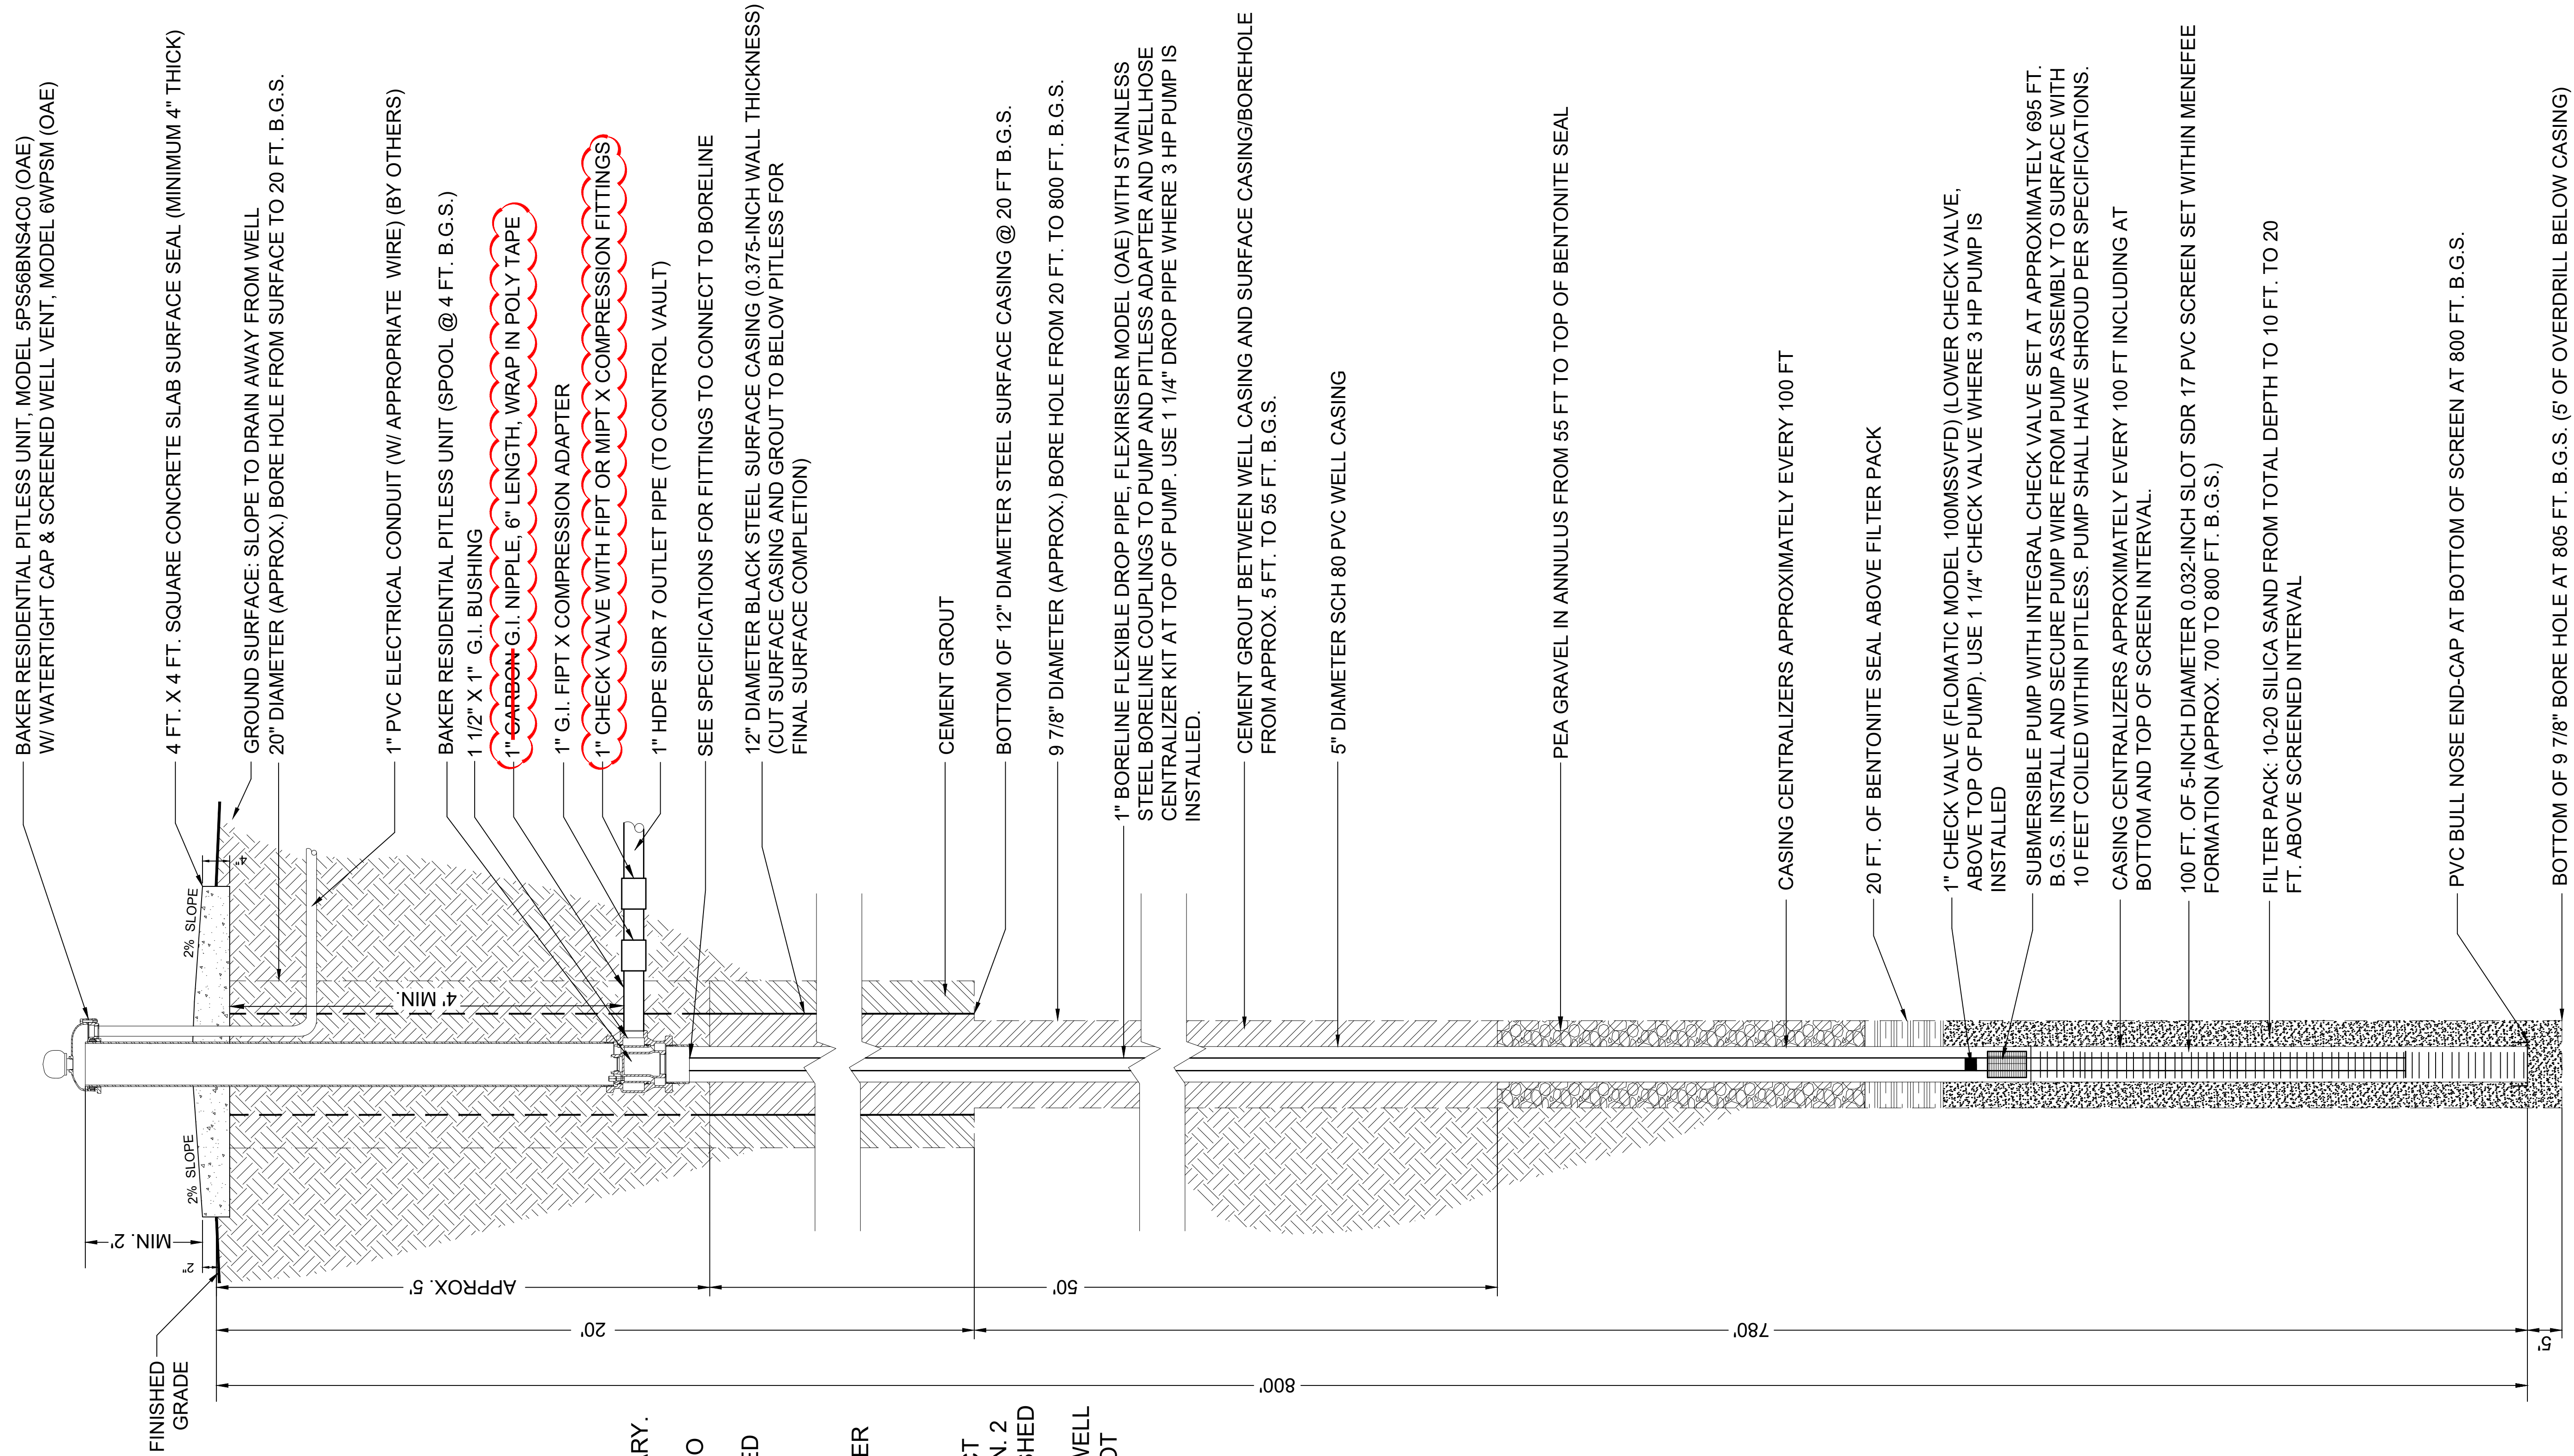 BAKER RESIDENTIAL PITLESS UNIT, MODEL 5PS56BNS4C0 (OAE)
W/ WATERTIGHT CAP & SCREENED WELL VENT, MODEL 6WPSM (OAE)
4 FT. X 4 FT. SQUARE CONCRETE SLAB SURFACE SEAL (MINIMUM 4" THICK)
GROUND SURFACE: SLOPE TO DRAIN AWAY FROM WELL
20" DIAMETER (APPROX.) BORE HOLE FROM SURFACE TO 20 FT. B.G.S.
1" PVC ELECTRICAL CONDUIT (W/ APPROPRIATE WIRE) (BY OTHERS)
BAKER RESIDENTIAL PITLESS UNIT (SPOOL @ 4 FT. B.G.S.)
1 1/2" X 1" G.I. BUSHING
1" CARBON G.I. NIPPLE, 6" LENGTH, WRAP IN POLY TAPE
1" G.I. FIPT X COMPRESSION ADAPTER
1" CHECK VALVE WITH FIPT OR MIPT X COMPRESSION FITTINGS
1" HDPE SIDR 7 OUTLET PIPE (TO CONTROL VAULT)
SEE SPECIFICATIONS FOR FITTINGS TO CONNECT TO BORELINE
12" DIAMETER BLACK STEEL SURFACE CASING (0.375-INCH WALL THICKNESS)
(CUT SURFACE CASING AND GROUT TO BELOW PITLESS FOR
FINAL SURFACE COMPLETION)
CEMENT GROUT
BOTTOM OF 12" DIAMETER STEEL SURFACE CASING @ 20 FT B.G.S.
9 7/8" DIAMETER (APPROX.) BORE HOLE FROM 20 FT. TO 800 FT. B.G.S.
1" BORELINE FLEXIBLE DROP PIPE, FLEXIRISER MODEL (OAE) WITH STAINLESS
STEEL BORELINE COUPLINGS TO PUMP AND PITLESS ADAPTER AND WELLHOSE
CENTRALIZER KIT AT TOP OF PUMP. USE 1 1/4" DROP PIPE WHERE 3 HP PUMP IS
INSTALLED.
CEMENT GROUT BETWEEN WELL CASING AND SURFACE CASING/BOREHOLE
FROM APPROX. 5 FT. TO 55 FT. B.G.S.
5" DIAMETER SCH 80 PVC WELL CASING
PEA GRAVEL IN ANNULUS FROM 55 FT TO TOP OF BENTONITE SEAL
CASING CENTRALIZERS APPROXIMATELY EVERY 100 FT
20 FT. OF BENTONITE SEAL ABOVE FILTER PACK
1" CHECK VALVE (FLOMATIC MODEL 100MSSVFD) (LOWER CHECK VALVE,
ABOVE TOP OF PUMP). USE 1 1/4" CHECK VALVE WHERE 3 HP PUMP IS
INSTALLED
SUBMERSIBLE PUMP WITH INTEGRAL CHECK VALVE SET AT APPROXIMATELY 695 FT.
B.G.S. INSTALL AND SECURE PUMP WIRE FROM PUMP ASSEMBLY TO SURFACE WITH
10 FEET COILED WITHIN PITLESS. PUMP SHALL HAVE SHROUD PER SPECIFICATIONS.
CASING CENTRALIZERS APPROXIMATELY EVERY 100 FT INCLUDING AT
BOTTOM AND TOP OF SCREEN INTERVAL.
100 FT. OF 5-INCH DIAMETER 0.032-INCH SLOT SDR 17 PVC SCREEN SET WITHIN MENEFEE
FORMATION (APPROX. 700 TO 800 FT. B.G.S.)
FILTER PACK: 10-20 SILICA SAND FROM TOTAL DEPTH TO 10 FT. TO 20
FT. ABOVE SCREENED INTERVAL
PVC BULL NOSE END-CAP AT BOTTOM OF SCREEN AT 800 FT. B.G.S.
BOTTOM OF 9 7/8" BORE HOLE AT 805 FT. B.G.S. (5' OF OVERDRILL BELOW CASING)
2% SLOPE
2% SLOPE
4"
4' MIN.
MIN. 2'
2"
APPROX. 5'
50'
20'
780'
5'
800'
FINISHED
GRADE
ARY.
O
ED
ER
CT
N. 2
SHED
WELL
OT